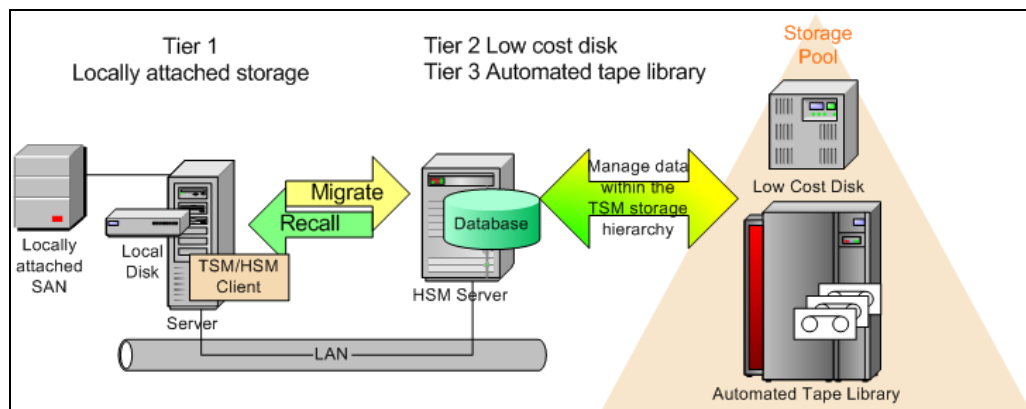 Tier 1
Locally attached storage
Tier 2 Low cost disk
Tier 3 Automated tape library
Storage
Pool
Migrate
Recall
Manage data
within the
TSM storage
hierarchy
Low Cost Disk
Database
Local
Disk
Locally
attached
SAN
TSM/HSM
Client
HSM Server
Server
LAN
Automated Tape Library